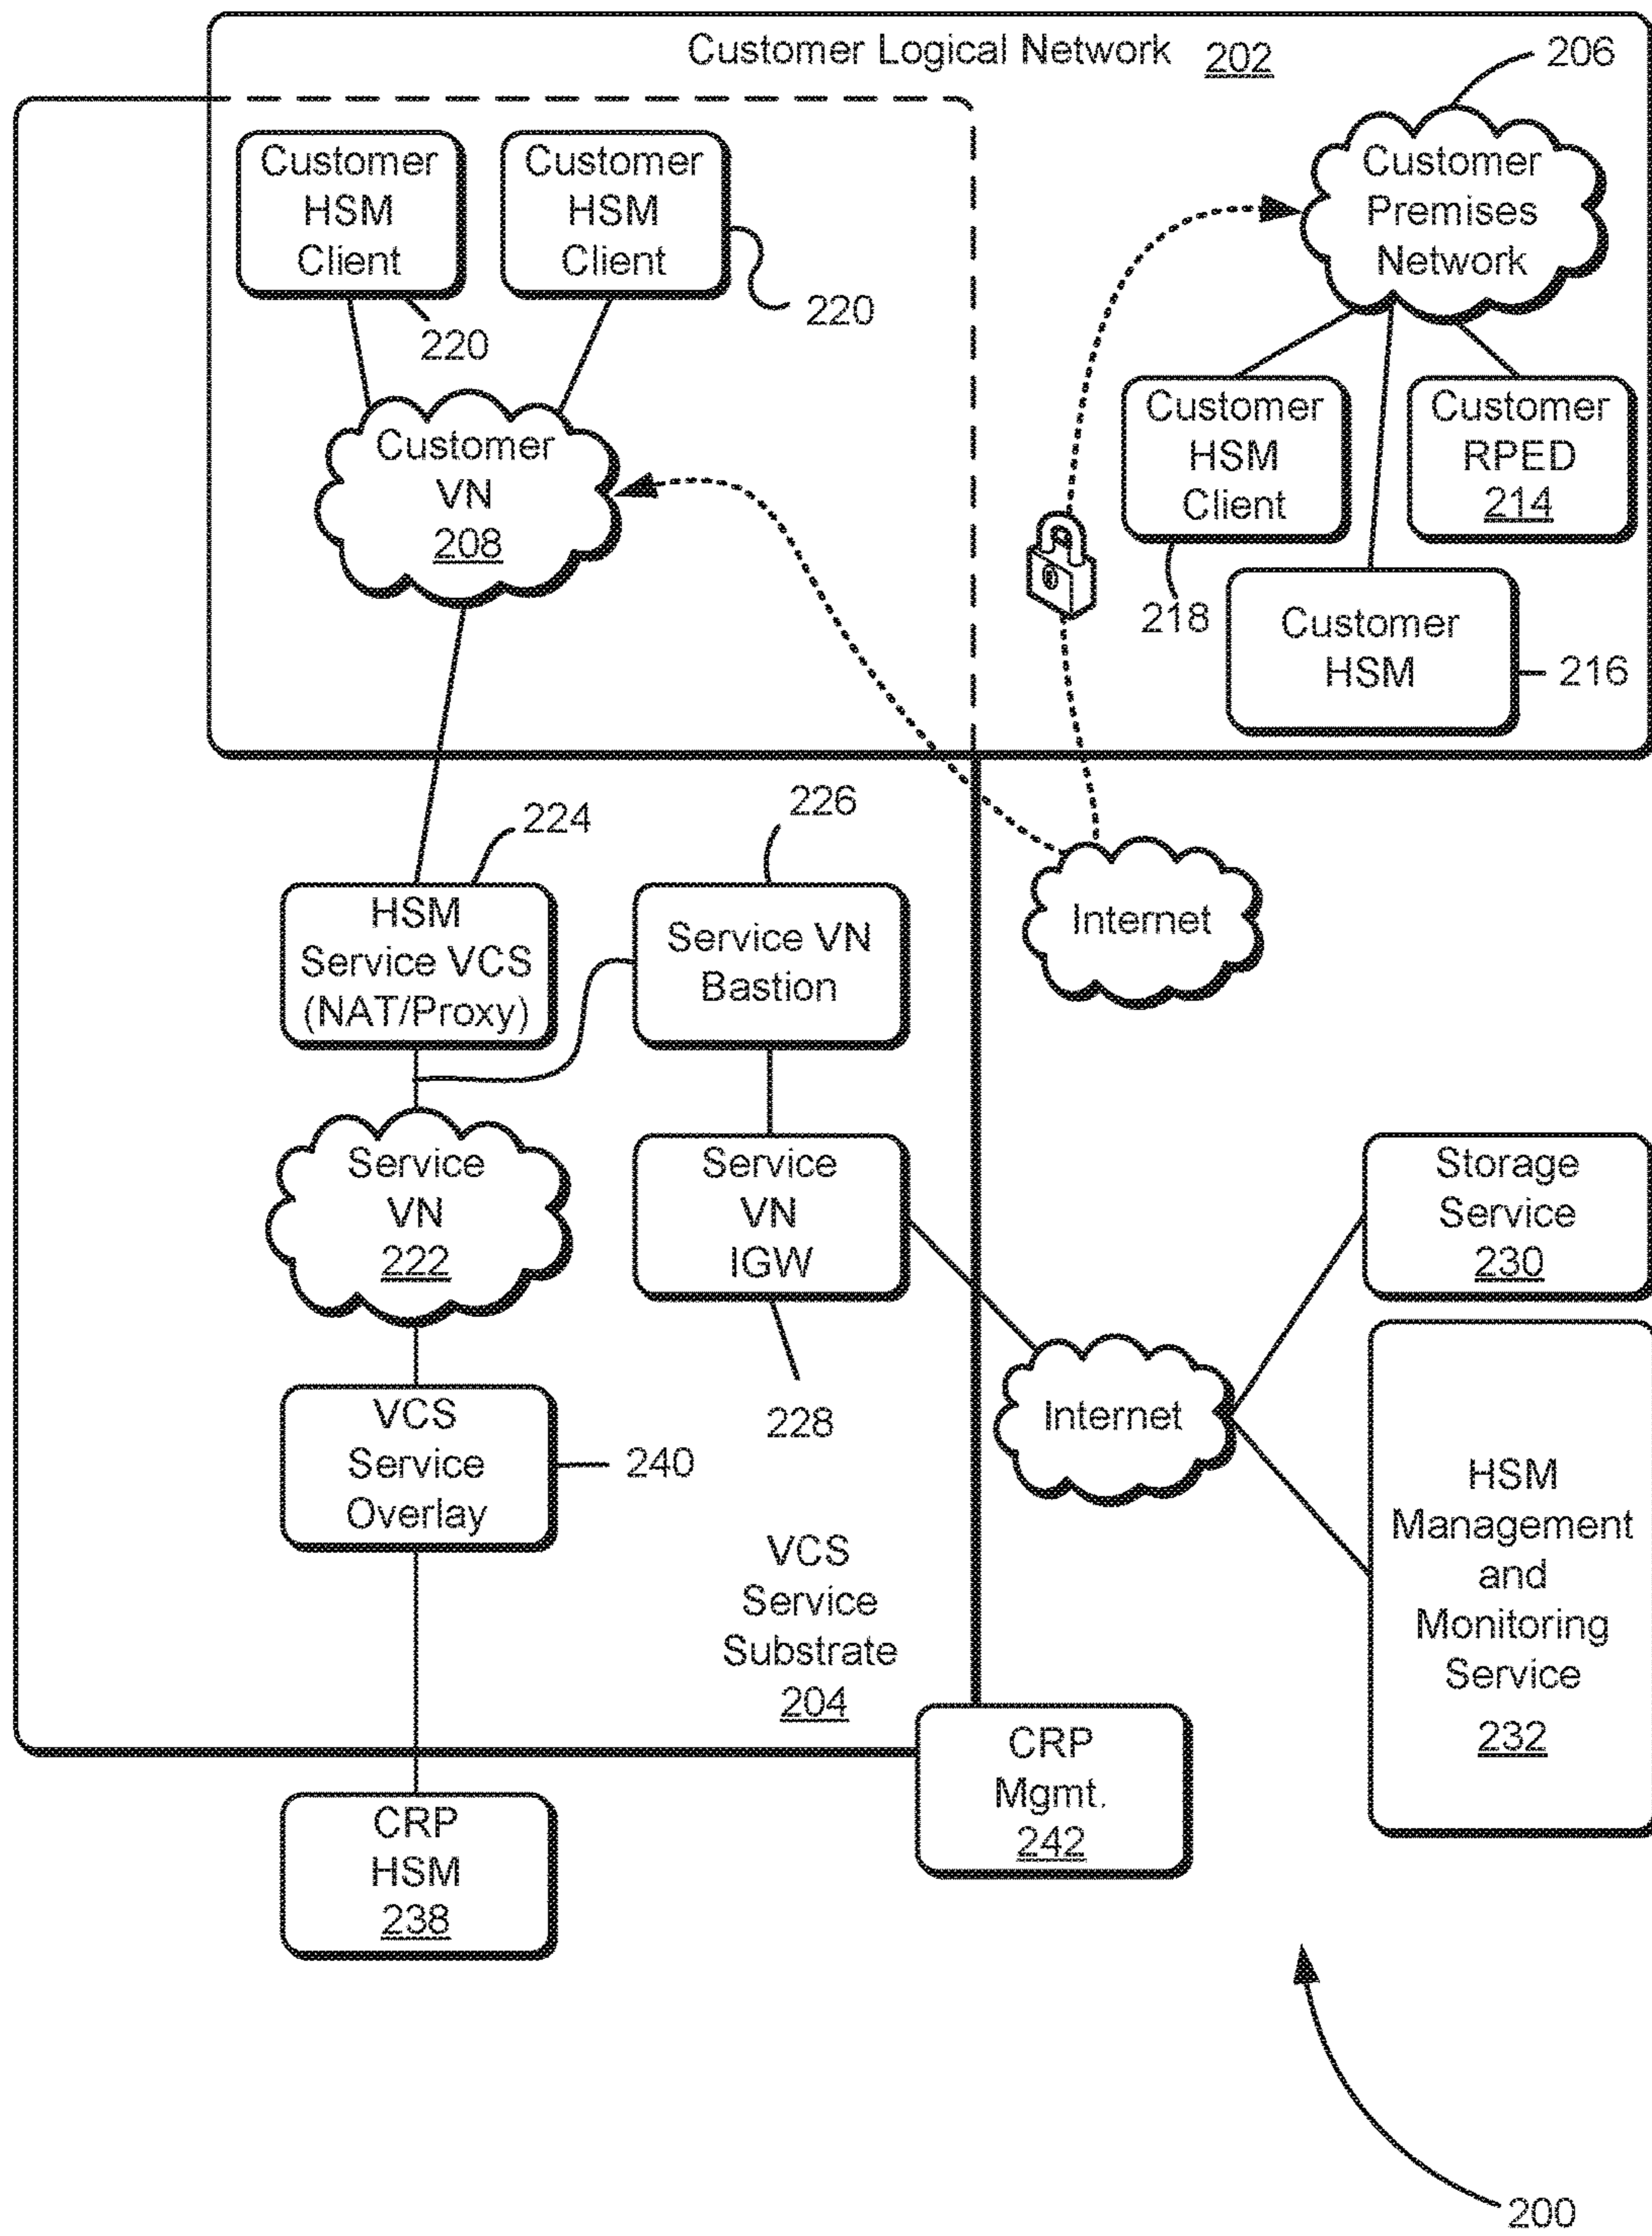 Customer Logical Network 202
206
Customer
HSM
Client
220
Customer
HSM
Client
220
Customer
Premises
Network
Customer
VN
208
Customer
HSM
Client
218
Customer
RPED
214
Customer
HSM
216
224
HSM
Service VCS
(NAT/Proxy)
226
Service VN
Bastion
Internet
Service
VN
222
Service
VN
IGW
228
Storage
Service
230
VCS
Service
Overlay
240
Internet
HSM
Management
and
Monitoring
Service
232
VCS
Service
Substrate
204
CRP
Mgmt.
242
CRP
HSM
238
200